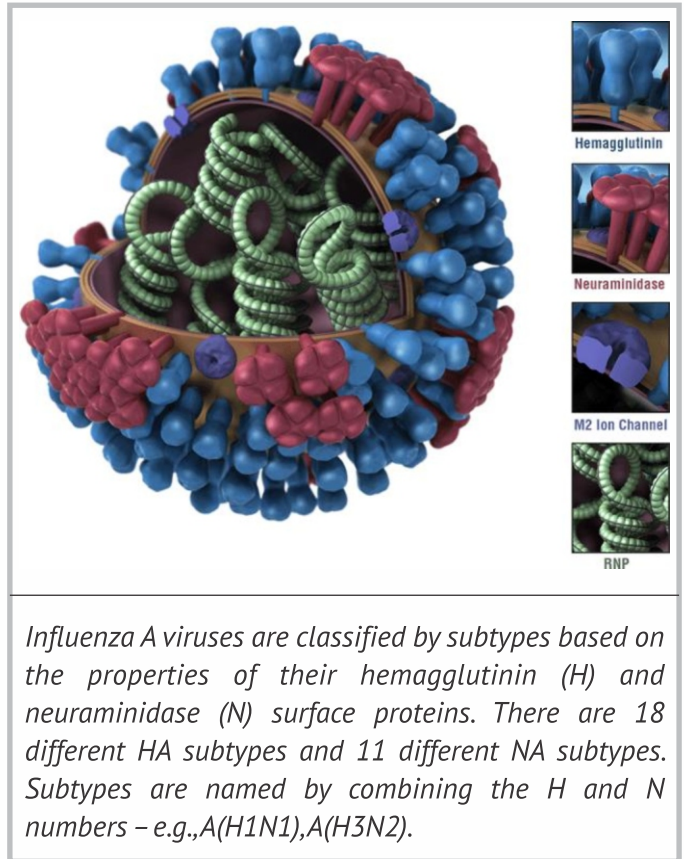 Hemagglutinin
Neuraminidase
M2 Ion Channel
RNP
Influenza A viruses are classified by subtypes based on
the properties of their hemagglutinin (H) and
neuraminidase (N) surface proteins. There are 18
different HA subtypes and 11 different NA subtypes.
Subtypes are named by combining the H and N
numbers – e.g.,A(H1N1),A(H3N2).